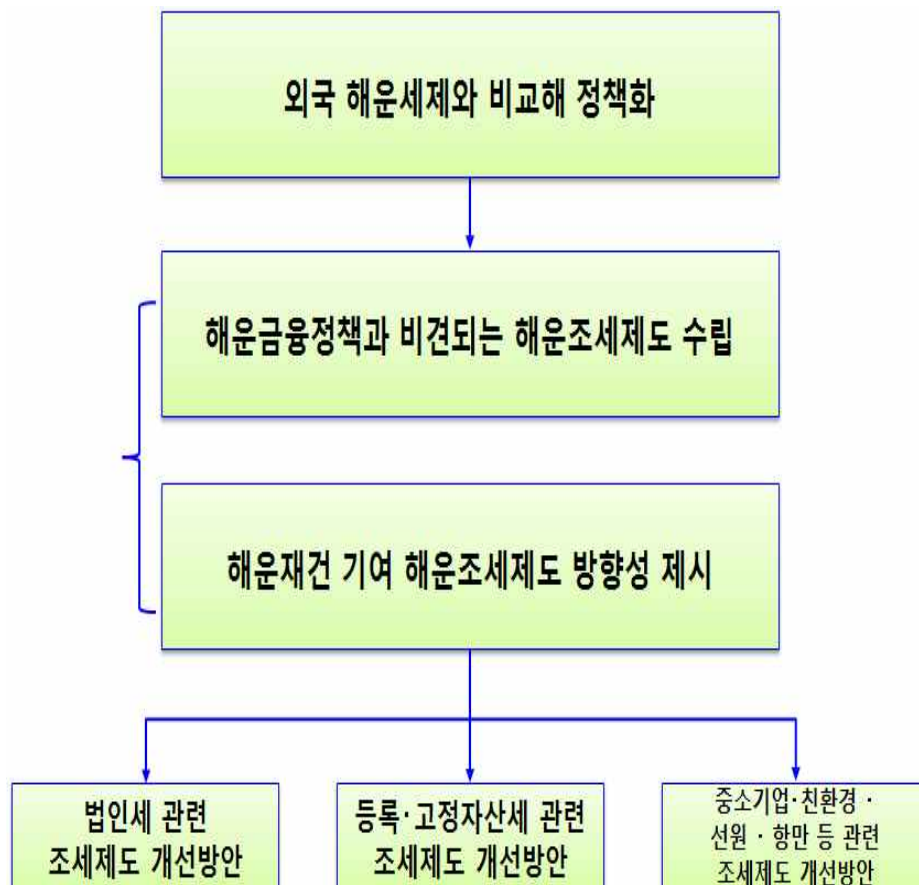 외국 해운세제와 비교해 정책화
해운금융정책과 비견되는 해운조세제도 수립
해운재건 기여 해운조세제도 방향성 제시
법인세 관련
조세제도 개선방안
등록·고정자산세 관련
조세제도 개선방안
중소기업·친환경·
선원·항만 등 관련
조세제도 개선방안